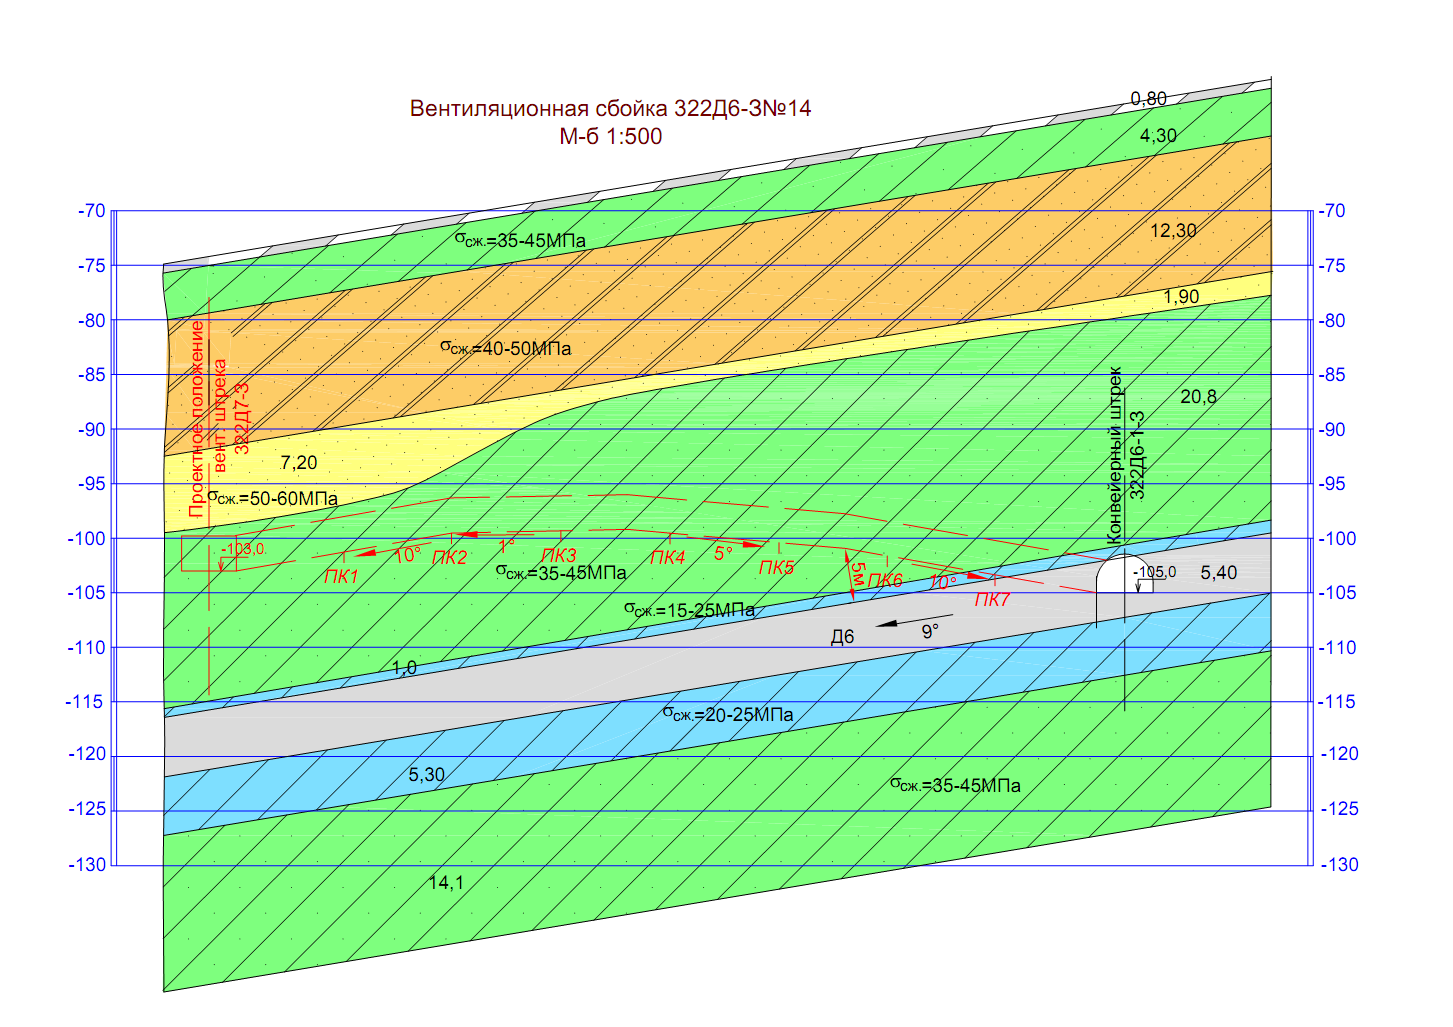 Вентиляционная сбойка 322Д6-3№14
М-б 1:500
0,80
4,30
12,30
1,90
20,8
-70
-75
-80
-85
-90
-95
-100
-105
-110
-115
-120
-125
-130
-70
-75
-80
-85
-90
-95
-100
-105
-110
-115
-120
-125
-130
σсж.=35-45МПа
σсж.=40-50МПа
Проектное положение
вент. штрека
322Д7-3
7,20
σсж.=50-60МПа
Конвейерный штрек
322Д6-1-3
-103,0.
10°
1°
5°
10°
ПК1
ПК2
ПК3
ПК4
ПК5
ПК6
ПК7
5м
σсж.=35-45МПа
-105,0
5,40
σсж.=15-25МПа
Д6
9°
1,0
σсж.=20-25МПа
5,30
σсж.=35-45МПа
14,1